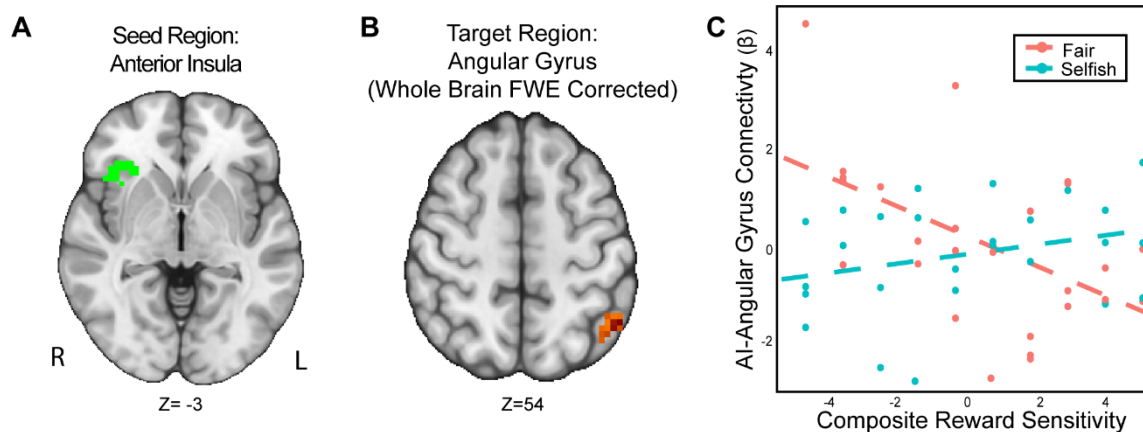 A
Seed Region:
Anterior Insula
R
L
Z= -3
B
Target Region:
Angular Gyrus
(Whole Brain FWE Corrected)
Z=54
C
AI-Angular Gyrus Connectivty (β)
4
2
0
-2
Fair
Selfish
-4
-2
0
2
4
Composite Reward Sensitivity